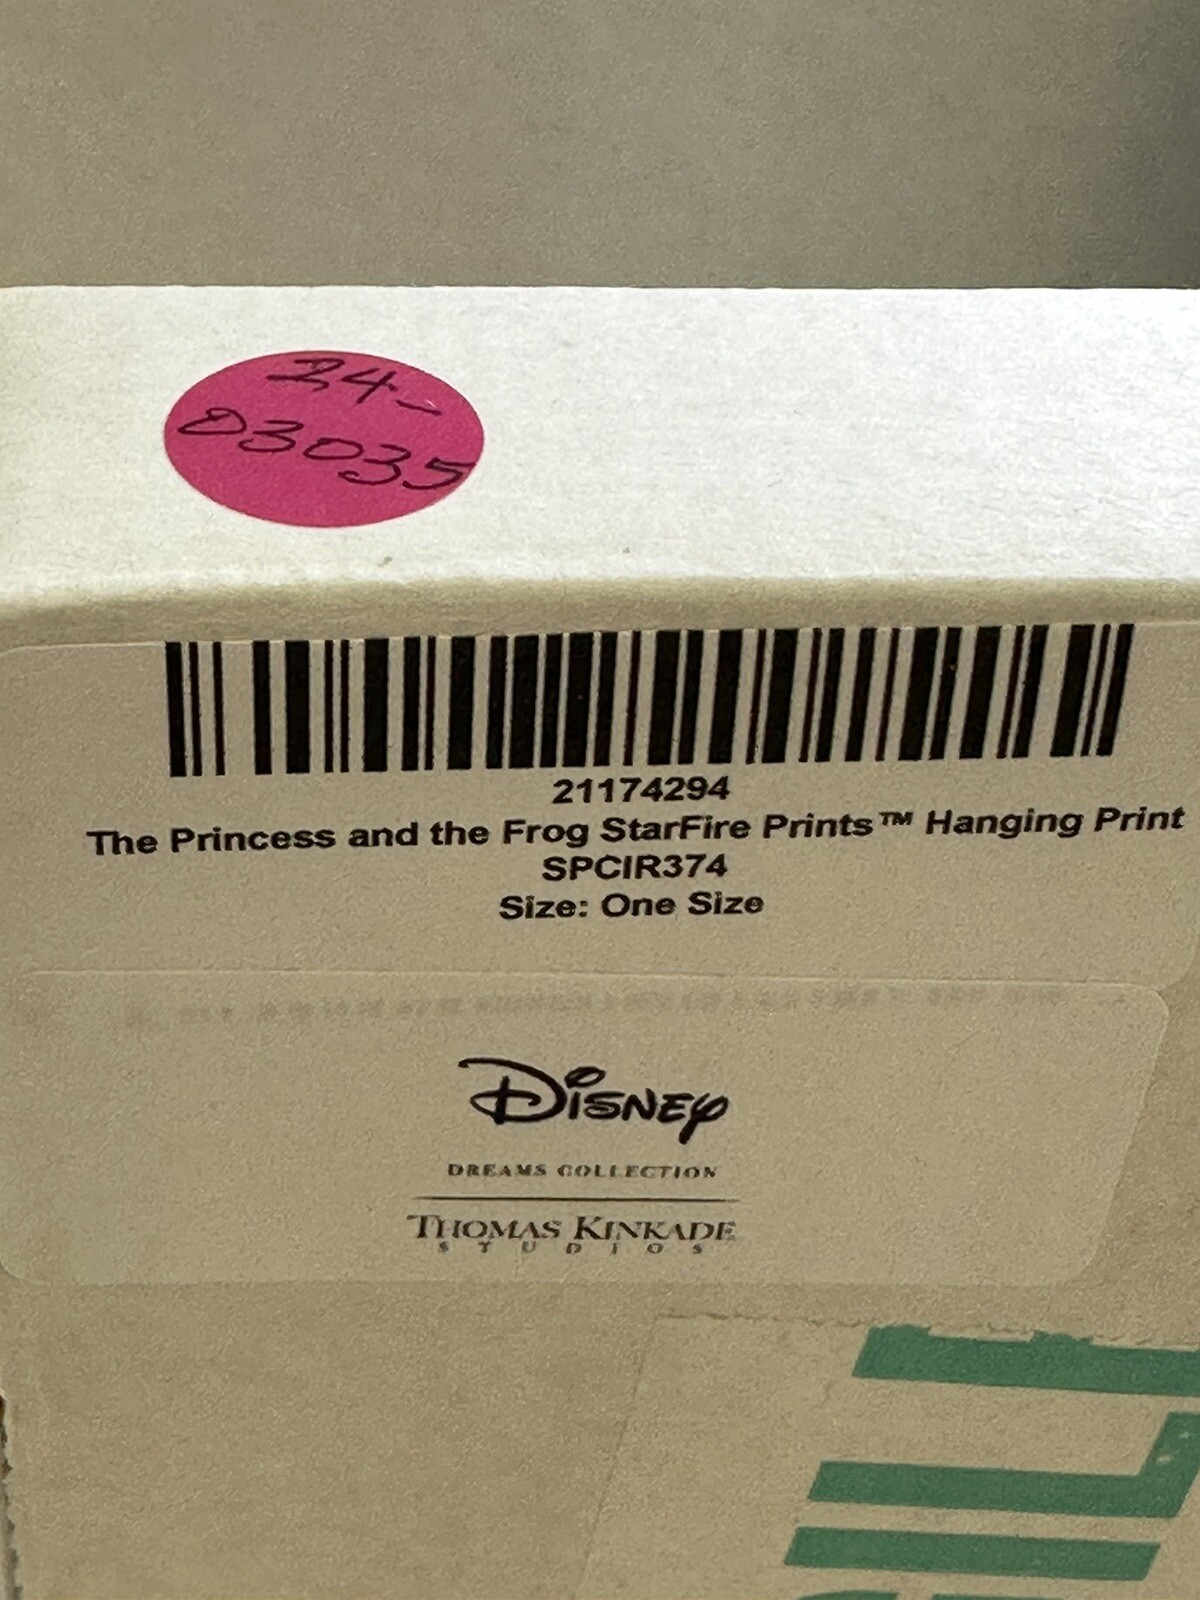 24-
03035
21174294
The Princess and the Frog StarFire Prints™ Hanging Print
SPCIR374
Size: One Size
Disney
DREAMS COLLECTION
THOMAS KINKADE
STUDIOS